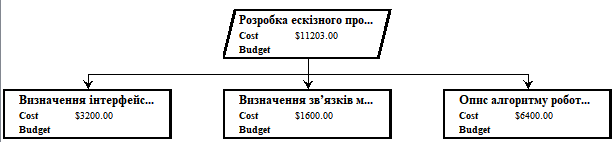 Розробка ескізного про...
Cost $11203.00
Budget
Визначення інтерфейс...
Cost $3200.00
Budget
Визначення зв'язків м...
Cost $1600.00
Budget
Опис алгоритму робот...
Cost $6400.00
Budget